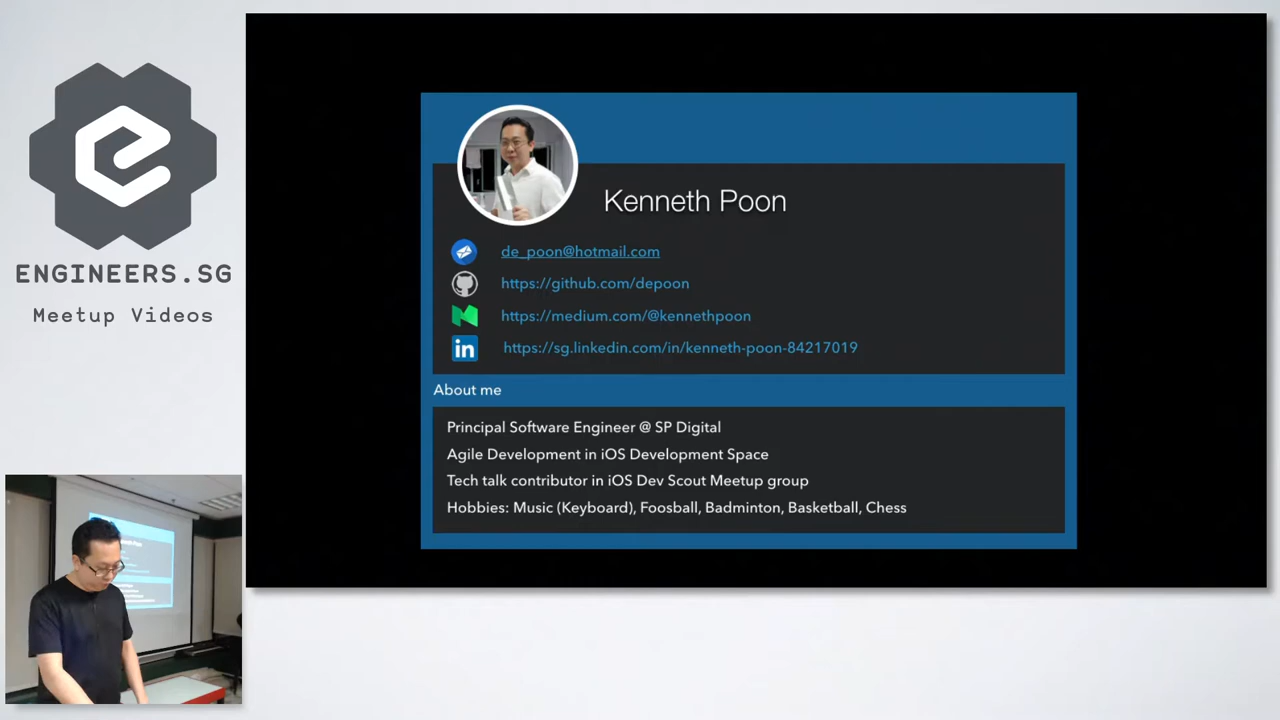 ENGINEERS.SG
Meetup Videos
Kenneth Poon
de_poon@hotmail.com
https://github.com/depoon
https://medium.com/@kennethpoon
in
https://sg.linkedin.com/in/kenneth-poon-84217019
About me
Principal Software Engineer @ SP Digital
Agile Development in iOS Development Space
Tech talk contributor in iOS Dev Scout Meetup group
Hobbies: Music (Keyboard), Foosball, Badminton, Basketball, Chess